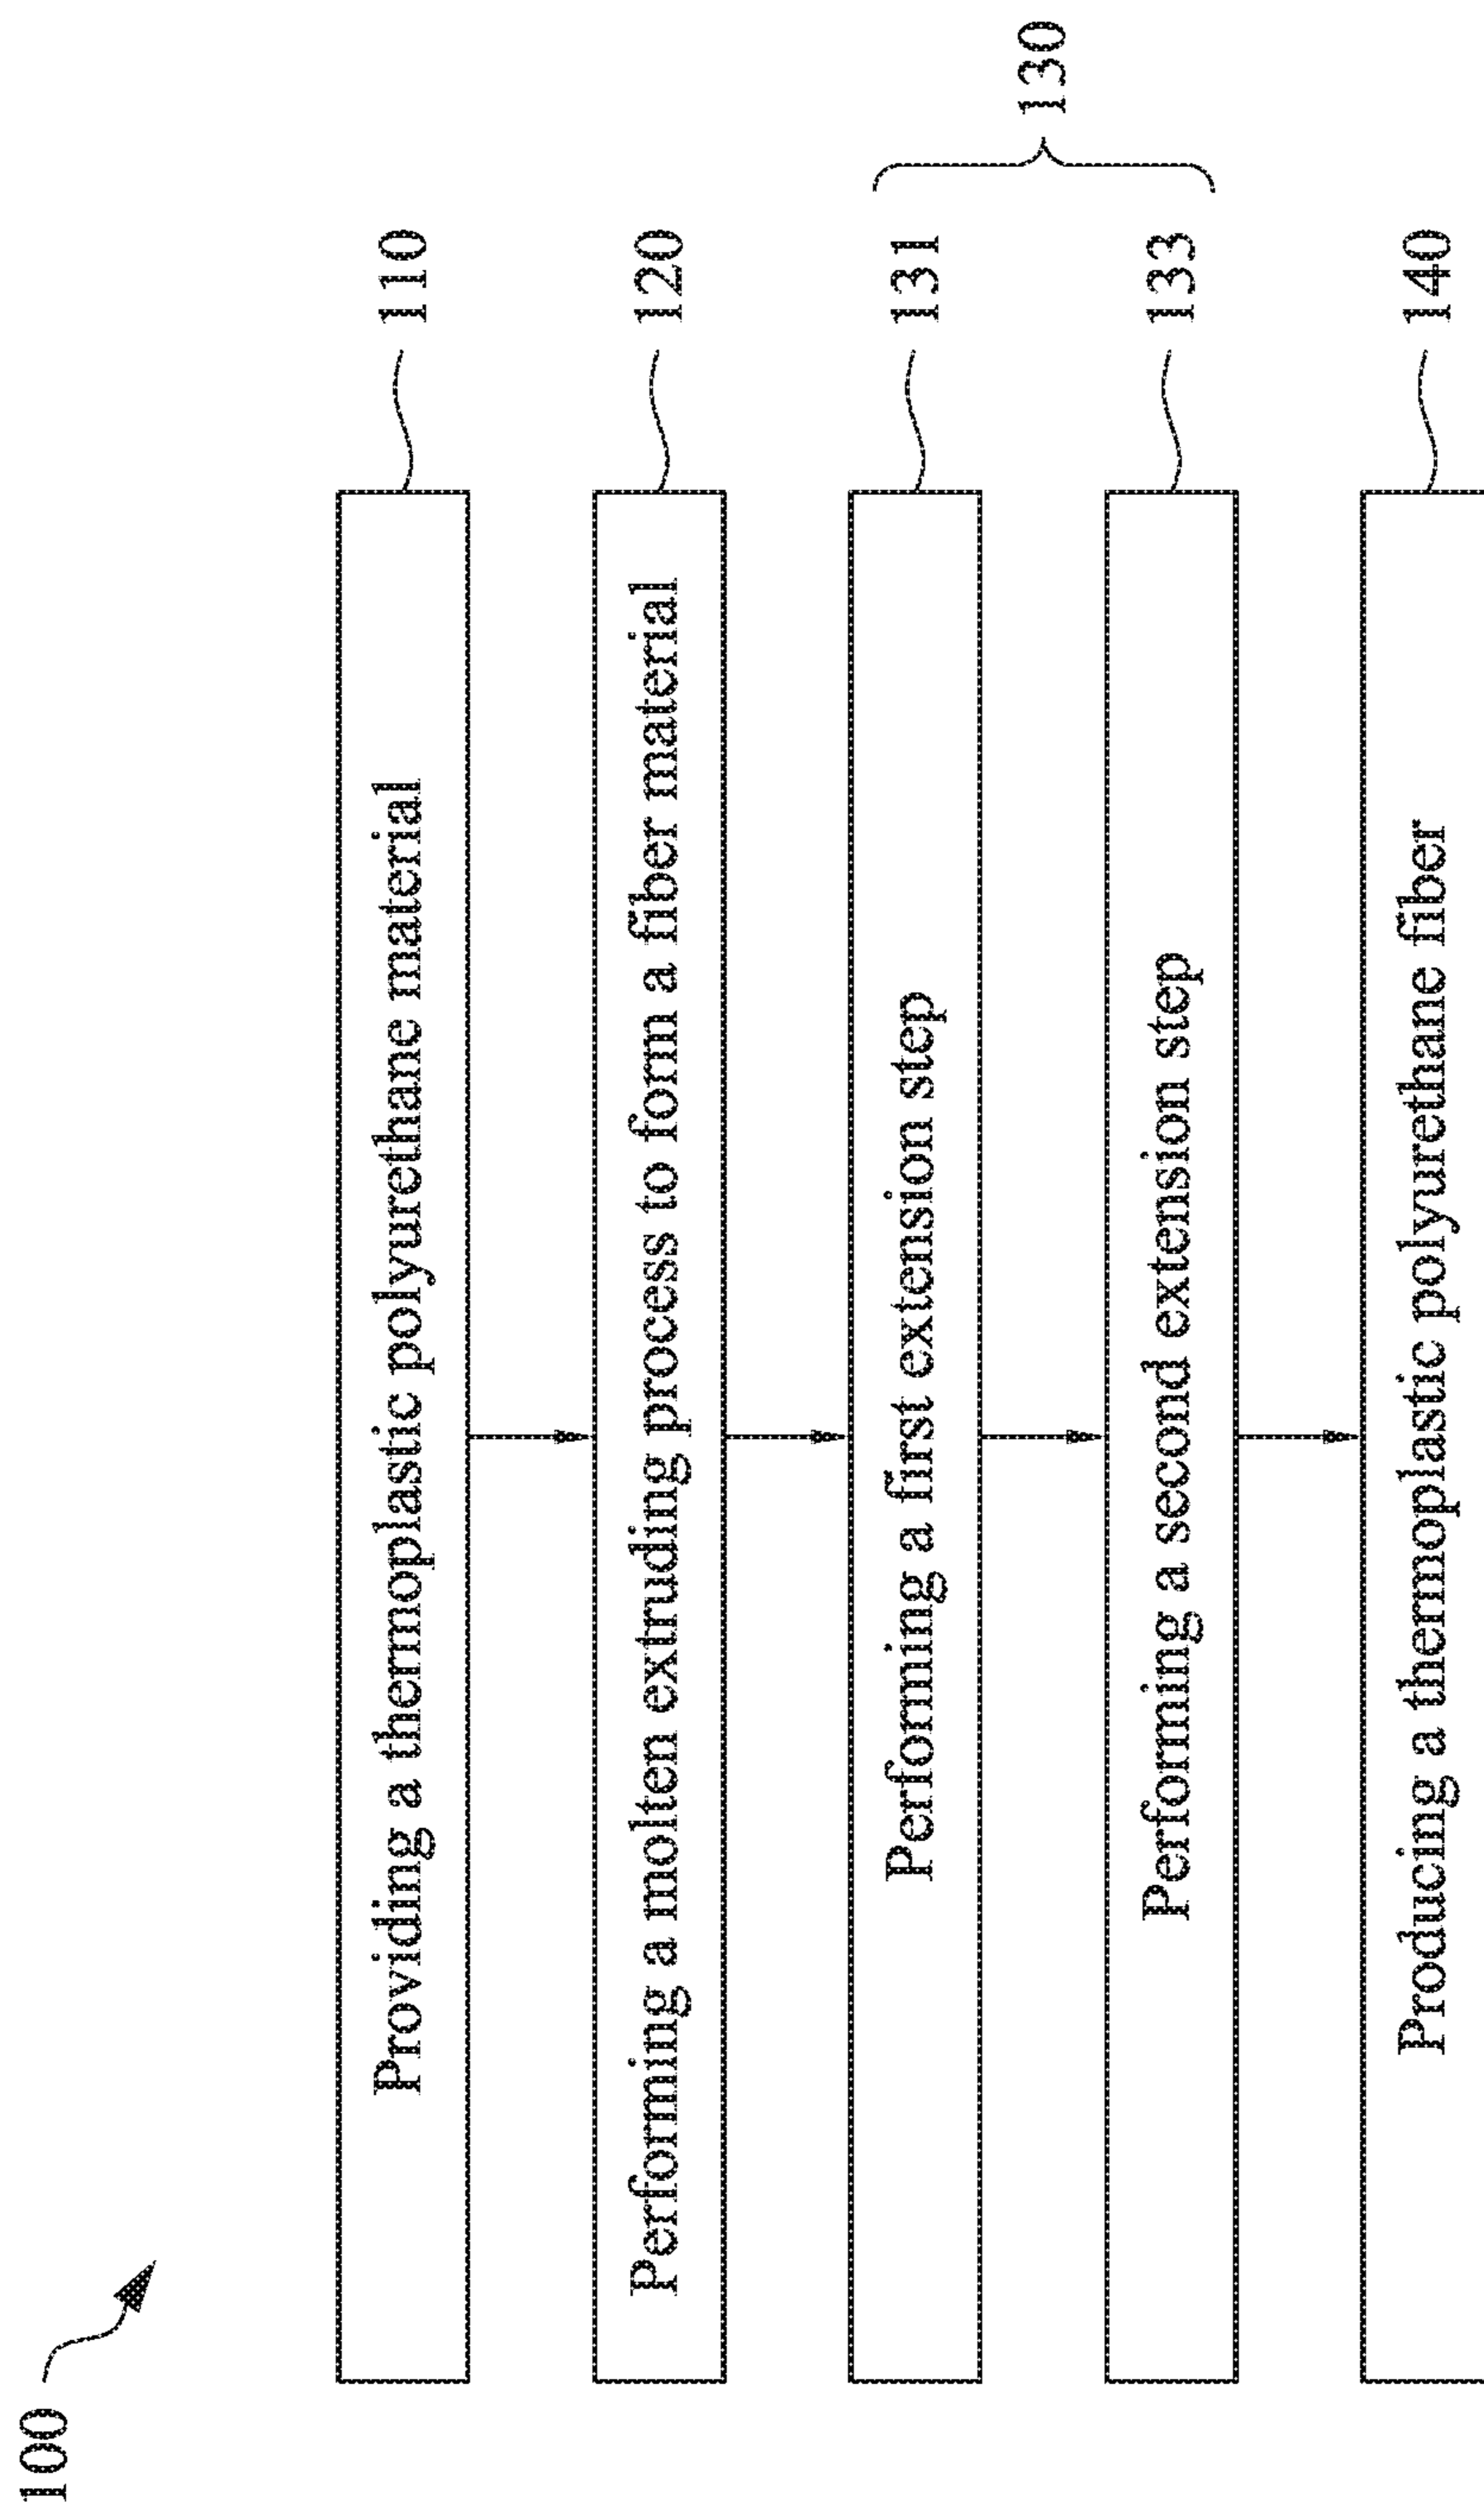 100
Providing a thermoplastic polyurethane material
110
Performing a molten extruding process to form a fiber material
120
Performing a first extension step
131
130
Performing a second extension step
133
Producing a thermoplastic polyurethane fiber
140